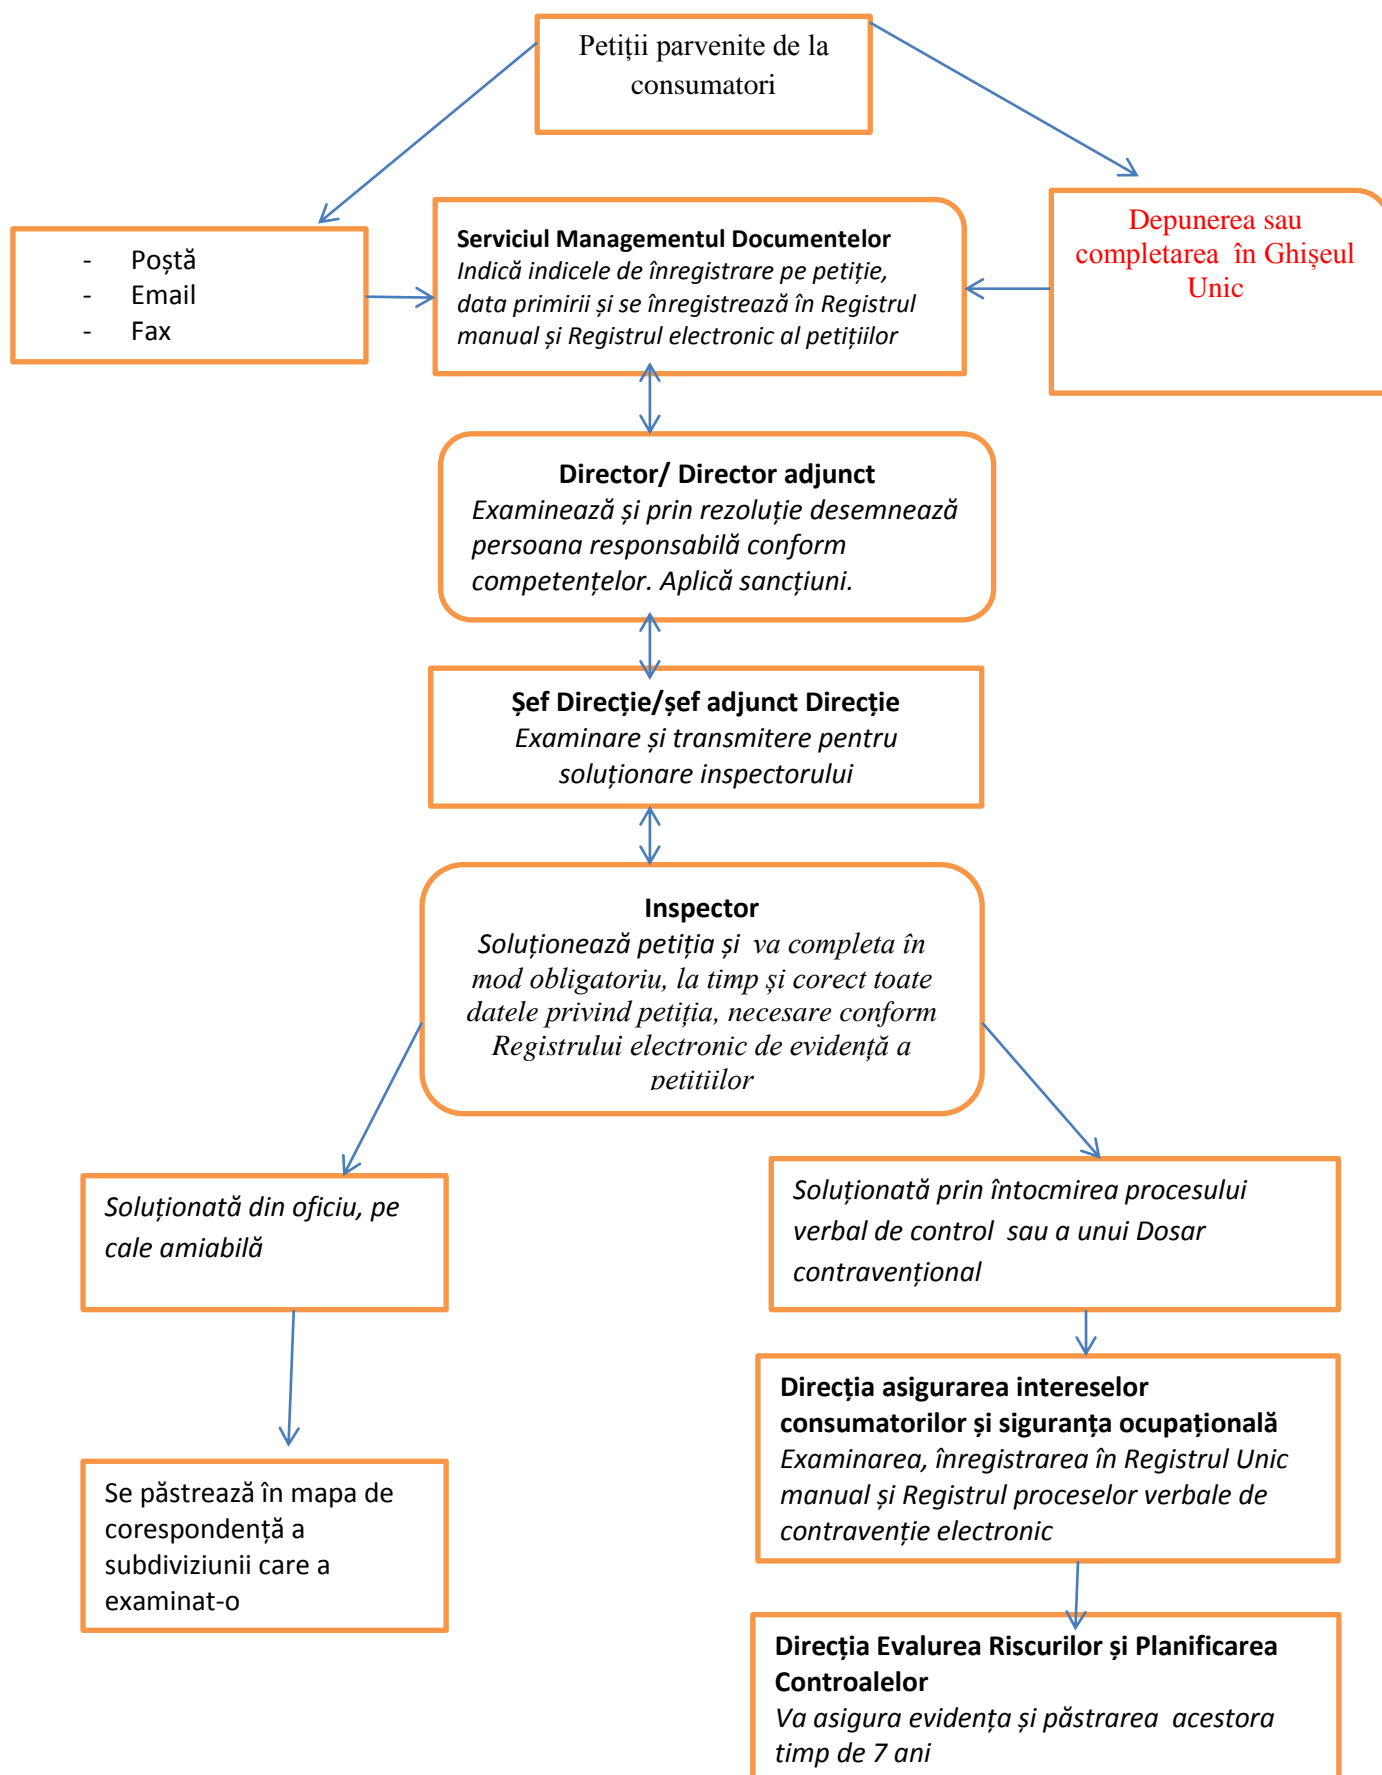 Petiții parvenite de la
consumatori
- Poștă
- Email
- Fax
Serviciul Managementul Documentelor
Indică indicele de înregistrare pe petiție,
data primirii și se înregistrează în Registrul
manual și Registrul electronic al petițiilor
Depunerea sau
completarea în Ghișeul
Unic
Director/ Director adjunct
Examinează și prin rezoluție desemnează
persoana responsabilă conform
competențelor. Aplică sancțiuni.
Șef Direcție/șef adjunct Direcție
Examinare și transmitere pentru
soluționare inspectorului
Inspector
Soluționează petiția și va completa în
mod obligatoriu, la timp și corect toate
datele privind petiția, necesare conform
Registrului electronic de evidență a
petițiilor
Soluționată din oficiu, pe
cale amiabilă
Soluționată prin întocmirea procesului
verbal de control sau a unui Dosar
contravențional
Se păstrează în mapa de
corespondență a
subdiviziunii care a
examinat-o
Direcția asigurarea intereselor
consumatorilor și siguranța ocupațională
Examinarea, înregistrarea în Registrul Unic
manual și Registrul proceselor verbale de
contravenție electronic
Direcția Evalurea Riscurilor și Planificarea
Controalelor
Va asigura evidența și păstrarea acestora
timp de 7 ani